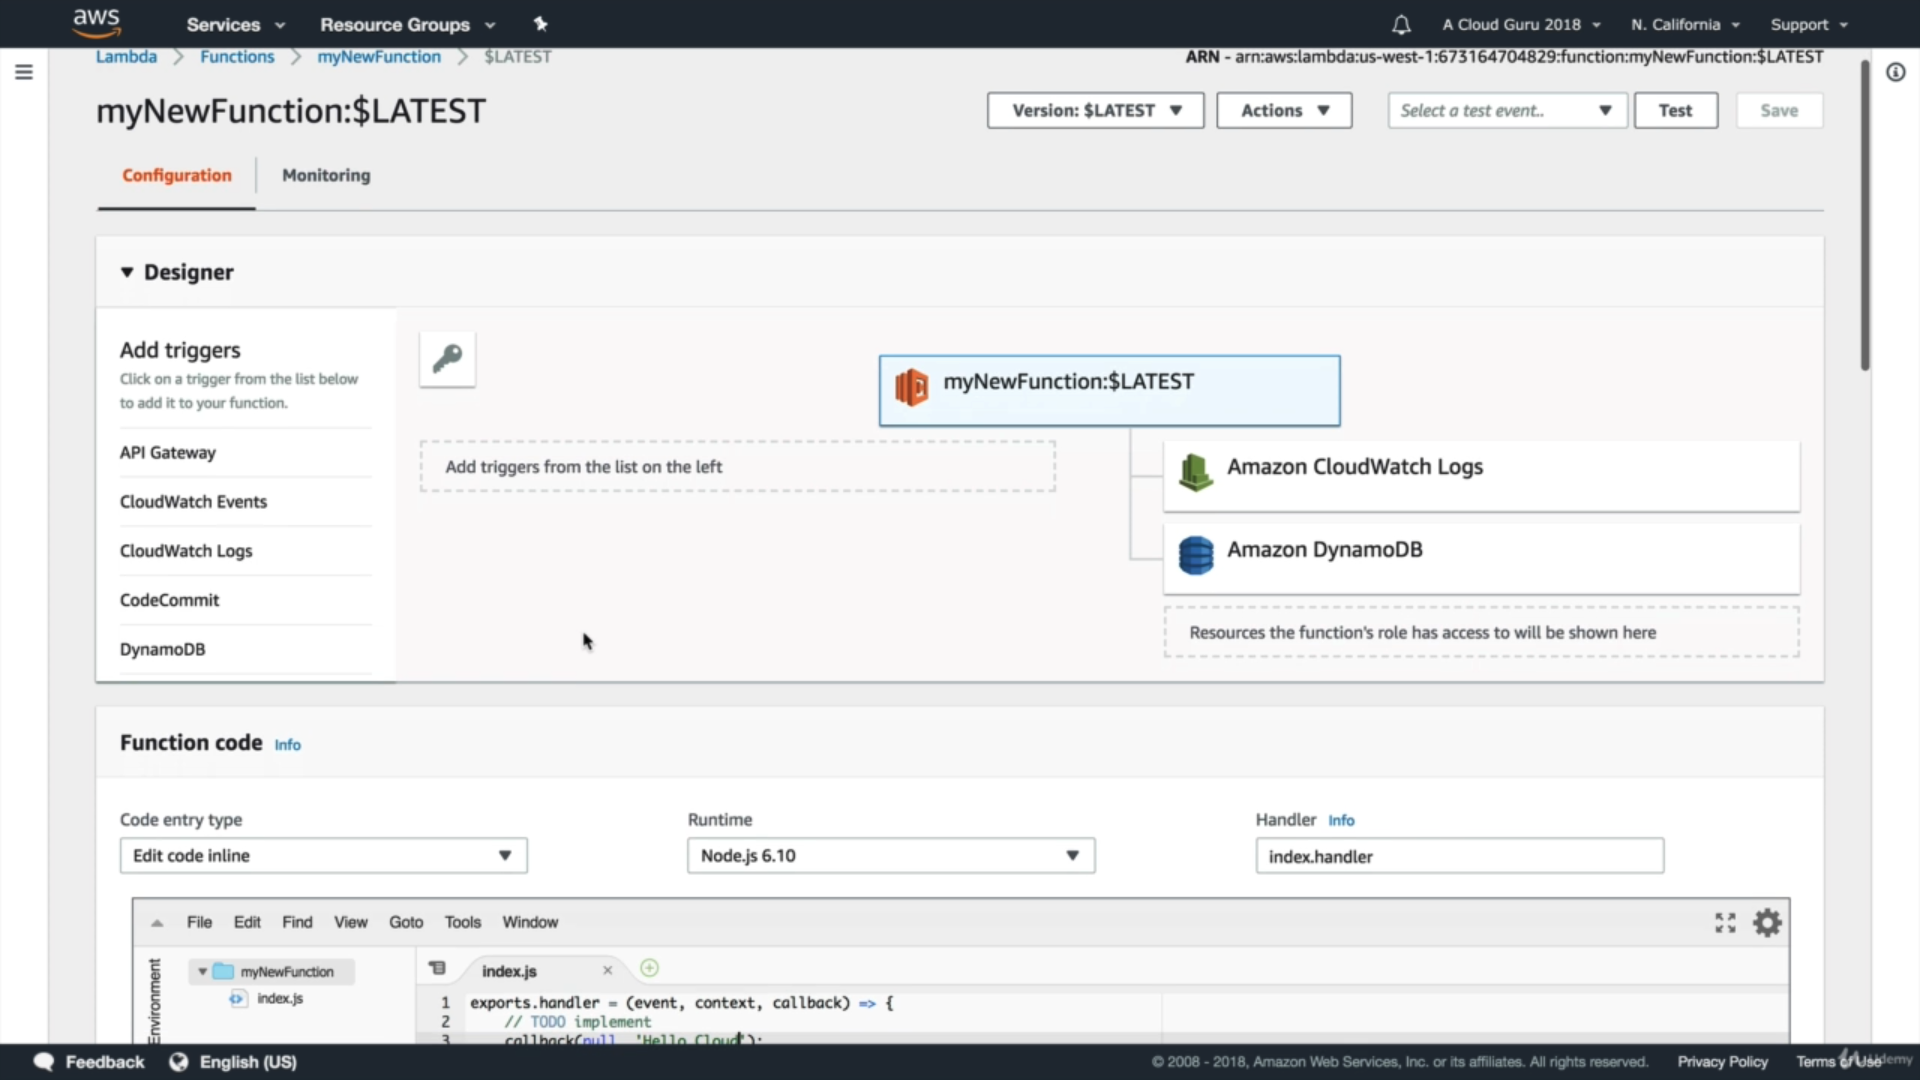 aws
Services
Resource Groups
A Cloud Guru 2018
N. California
Support
Lambda
Functions
myNewFunction
$LATEST
ARN - arn:aws:lambda:us-west-1:673164704829:function:myNewFunction:$LATEST
myNewFunction:$LATEST
Version: $LATEST
Actions
Select a test event..
Test
Save
Configuration
Monitoring
Designer
Add triggers
Click on a trigger from the list below
to add it to your function.
API Gateway
CloudWatch Events
CloudWatch Logs
CodeCommit
DynamoDB
myNewFunction:$LATEST
Add triggers from the list on the left
Amazon CloudWatch Logs
Amazon DynamoDB
Resources the function's role has access to will be shown here
Function code Info
Code entry type
Edit code inline
Runtime
Node.js 6.10
Handler Info
index.handler
File Edit Find View Goto Tools Window
Environment
myNewFunction
index.js
index.js
1 exports.handler = (event, context, callback) => {
2 // TODO implement
3 callback(null, 'Hello Cloud');
Feedback
English (US)
© 2008 - 2018, Amazon Web Services, Inc. or its affiliates. All rights reserved.
Privacy Policy
Terms of Use
Udemy